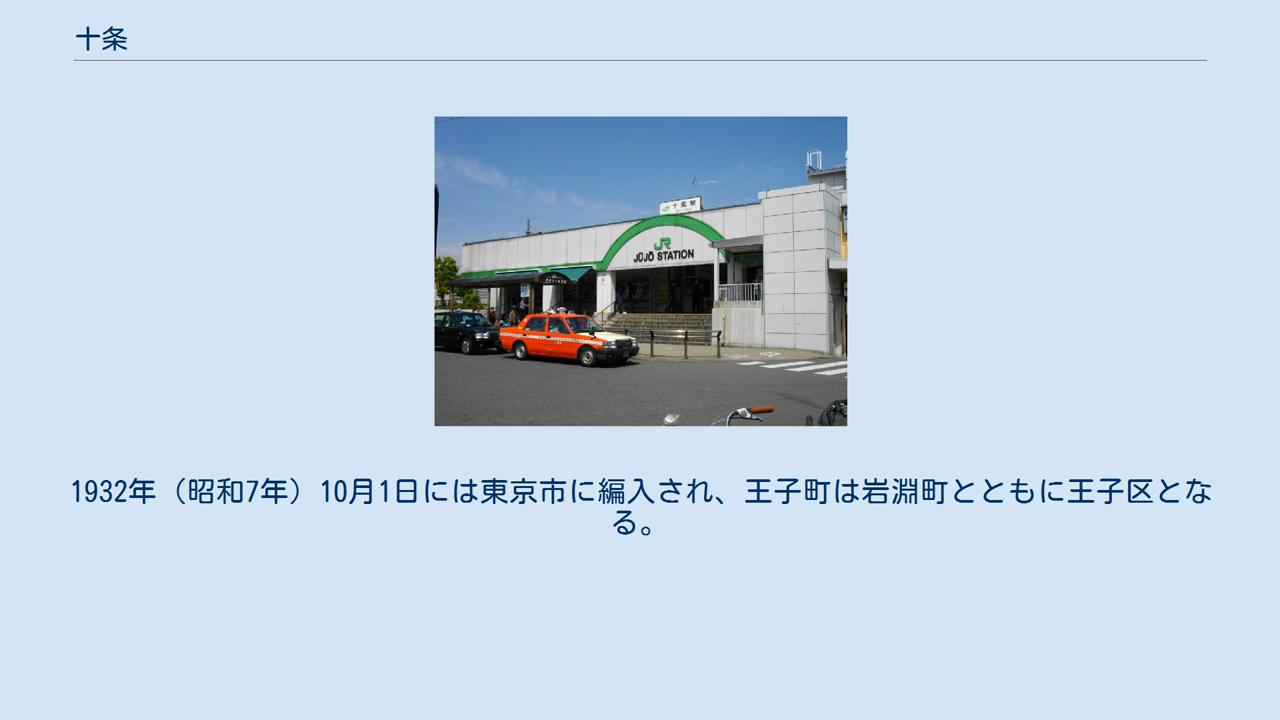 十条
十条駅
JR
JŪJŌ STATION
1932年（昭和7年）10月1日には東京市に編入され、王子町は岩淵町とともに王子区とな
る。